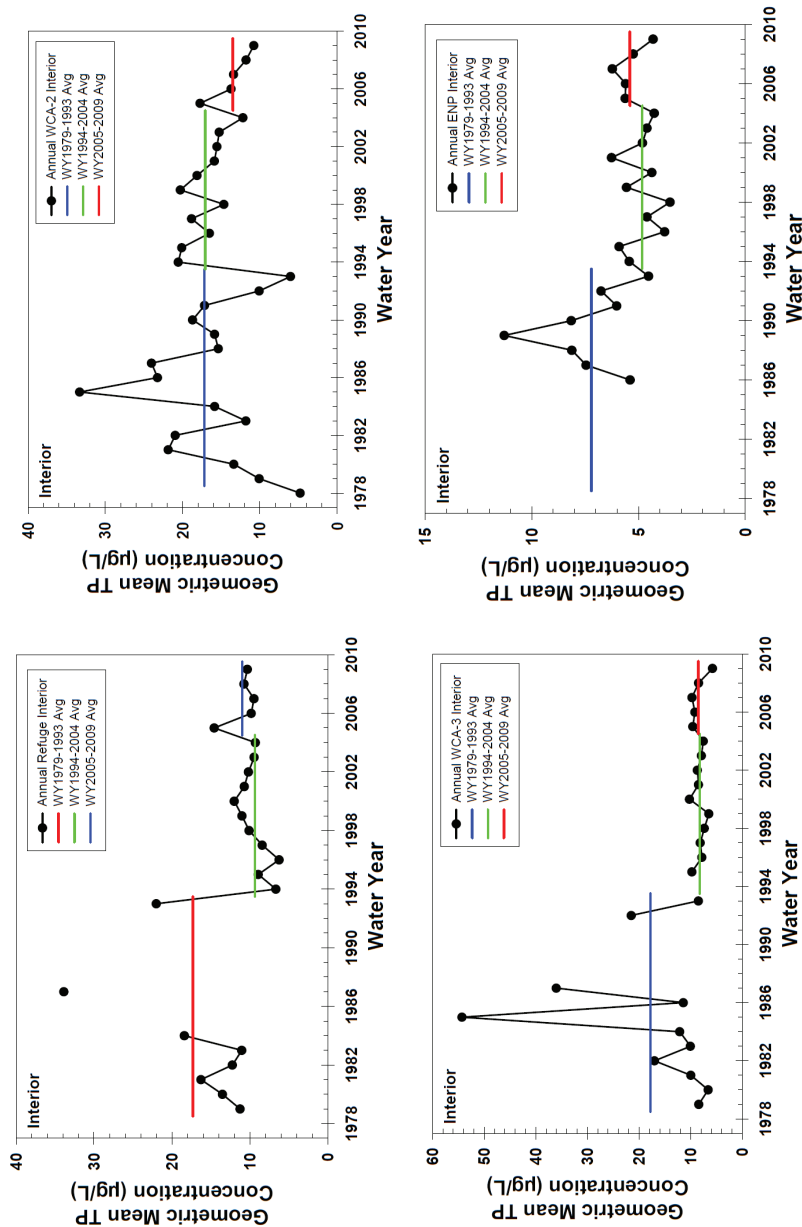 Geometric Mean TP
Concentration (µg/L)
40
30
20
10
0
Interior
Annual Refuge Interior
WY1979-1993 Avg
WY1994-2004 Avg
WY2005-2009 Avg
1978 1982 1986 1990 1994 1998 2002 2006 2010
Water Year
Geometric Mean TP
Concentration (µg/L)
40
30
20
10
0
Interior
Annual WCA-2 Interior
WY1979-1993 Avg
WY1994-2004 Avg
WY2005-2009 Avg
1978 1982 1986 1990 1994 1998 2002 2006 2010
Water Year
Geometric Mean TP
Concentration (µg/L)
60
50
40
30
20
10
0
Interior
Annual WCA-3 Interior
WY1979-1993 Avg
WY1994-2004 Avg
WY2005-2009 Avg
1978 1982 1986 1990 1994 1998 2002 2006 2010
Water Year
Geometric Mean TP
Concentration (µg/L)
15
10
5
0
Interior
Annual ENP Interior
WY1979-1993 Avg
WY1994-2004 Avg
WY2005-2009 Avg
1978 1982 1986 1990 1994 1998 2002 2006 2010
Water Year